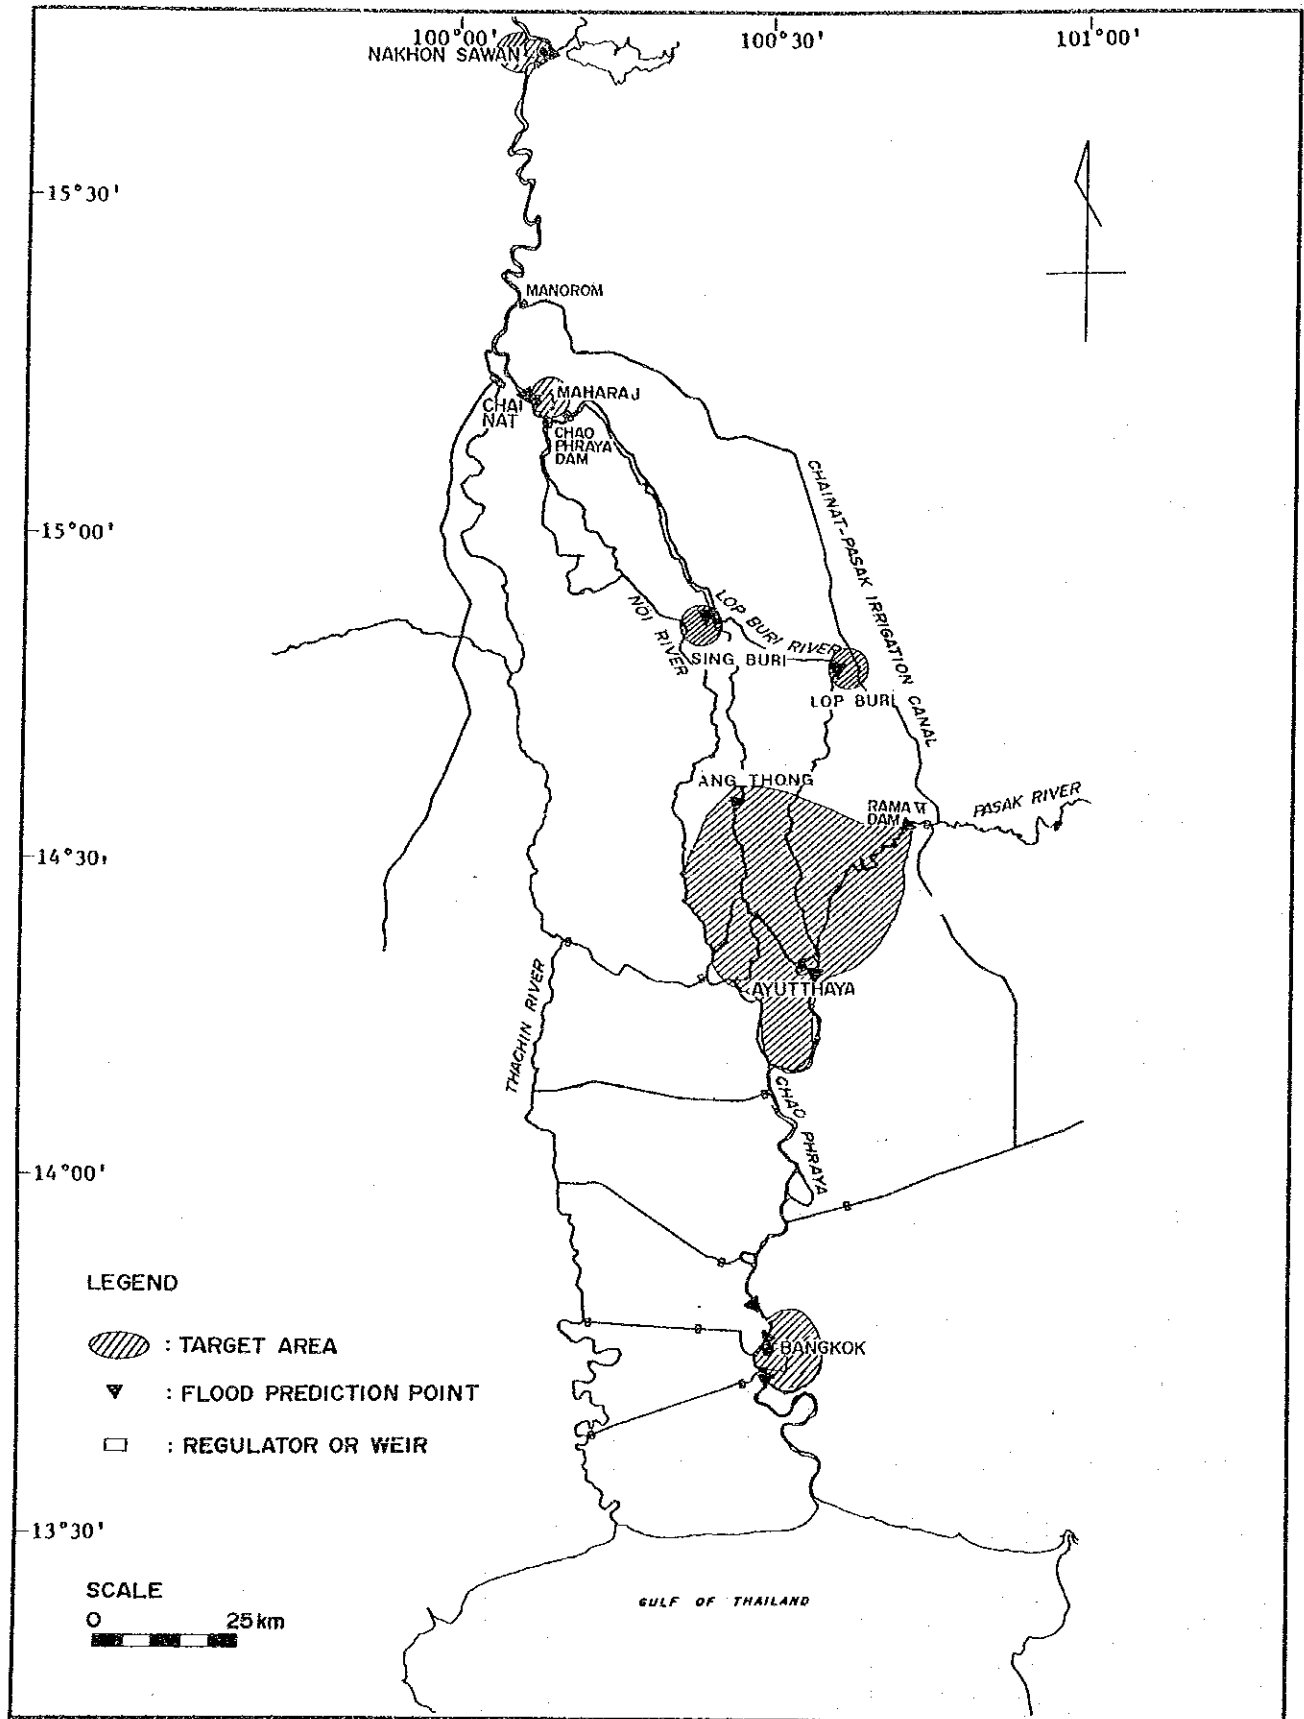 100°00'
100°30'
101°00'
NAKHON SAWAN
15°30'
MANOROM
MAHARAJ
CHAI
NAT
CHAO
PHRAYA
DAM
CHAINAT-PASAK IRRIGATION CANAL
15°00'
NOI RIVER
LOP BURI RIVER
SING BURI
LOP BURI
ANG THONG
RAMA VI
DAM
PASAK RIVER
14°30'
AYUTTHAYA
THACHIN RIVER
CHAO PHRAYA
14°00'
LEGEND
: TARGET AREA
: FLOOD PREDICTION POINT
: REGULATOR OR WEIR
BANGKOK
13°30'
SCALE
0 25km
GULF OF THAILAND